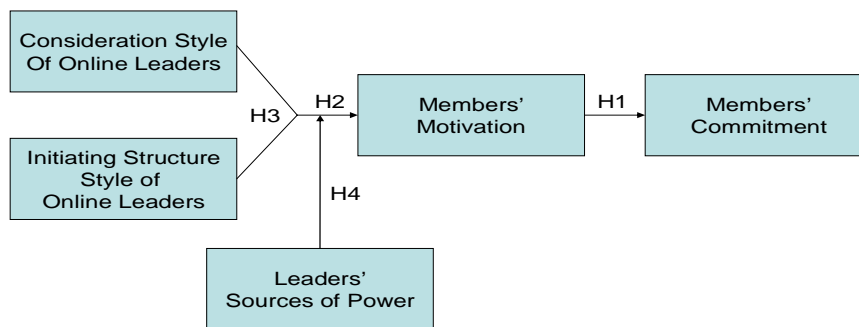 Consideration Style
Of Online Leaders
H3
H2
Members'
Motivation
H1
Members'
Commitment
Initiating Structure
Style of
Online Leaders
H4
Leaders'
Sources of Power